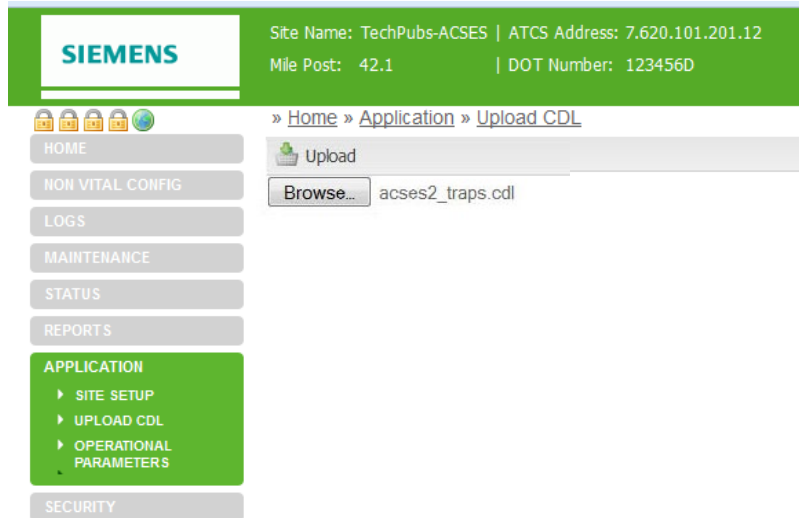 SIEMENS
Site Name: TechPubs-ACSES | ATCS Address: 7.620.101.201.12
Mile Post: 42.1 | DOT Number: 123456D
» Home » Application » Upload CDL
HOME
NON VITAL CONFIG
LOGS
MAINTENANCE
STATUS
REPORTS
APPLICATION
SITE SETUP
UPLOAD CDL
OPERATIONAL
PARAMETERS
SECURITY
Upload
Browse... acses2_traps.cdl